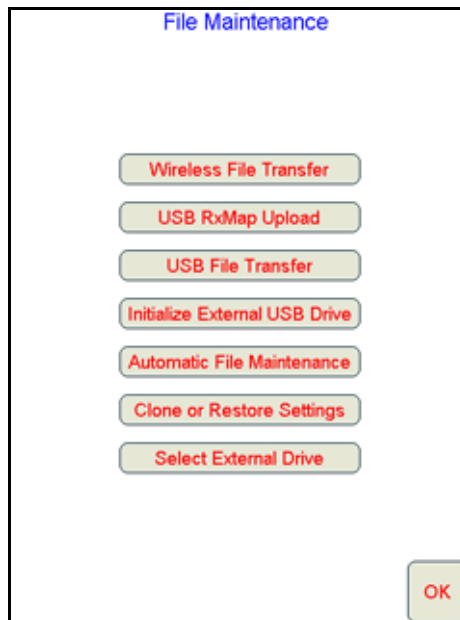 File Maintenance
Wireless File Transfer
USB RxMap Upload
USB File Transfer
Initialize External USB Drive
Automatic File Maintenance
Clone or Restore Settings
Select External Drive
OK